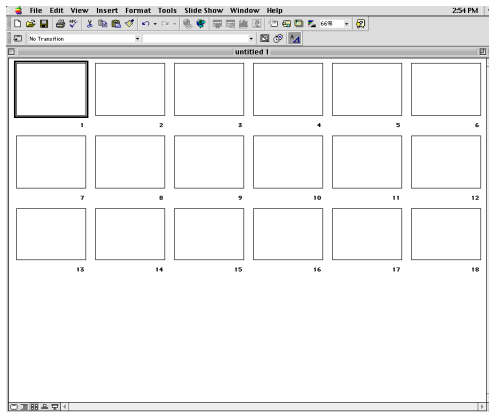 File Edit View Insert Format Tools Slide Show Window Help 2:54 PM
66%
No Transition
untitled 1
1 2 3 4 5 6
7 8 9 10 11 12
13 14 15 16 17 18